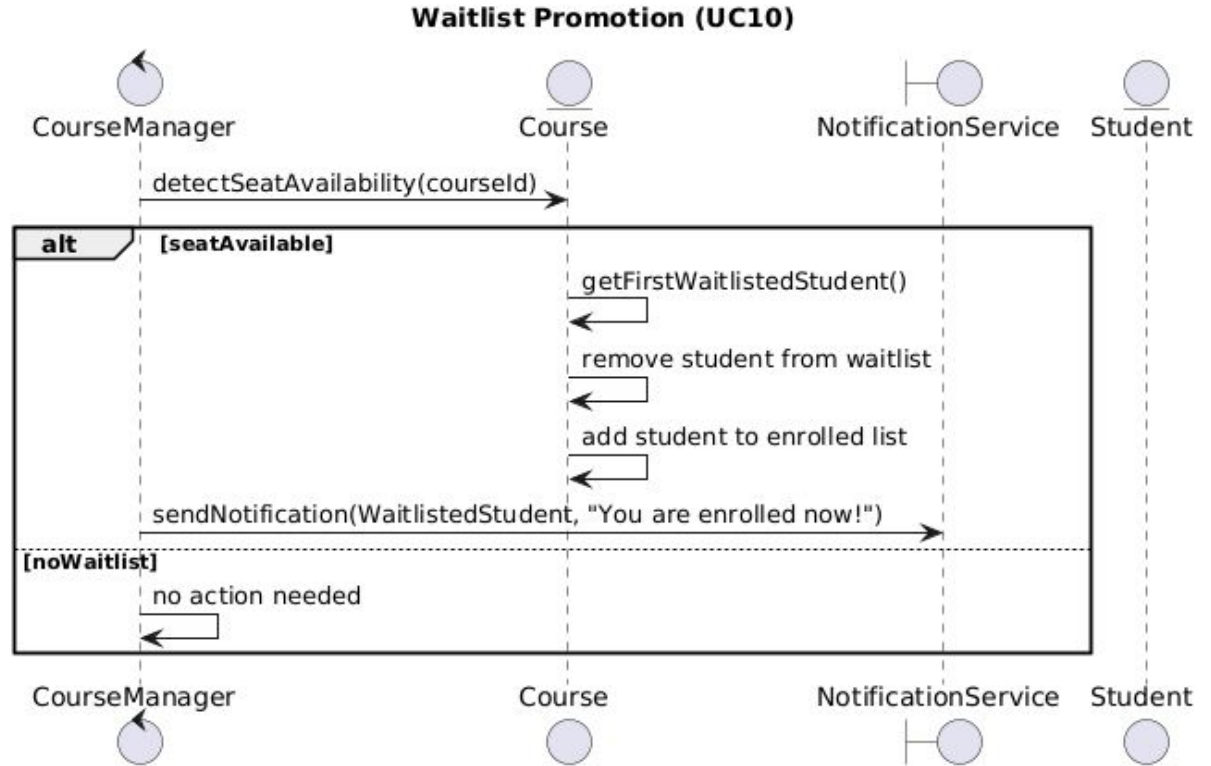 Waitlist Promotion (UC10)
CourseManager Course NotificationService Student
detectSeatAvailability(courseId)
alt [seatAvailable]
getFirstWaitlistedStudent()
remove student from waitlist
add student to enrolled list
sendNotification(WaitlistedStudent, "You are enrolled now!")
[noWaitlist]
no action needed
CourseManager Course NotificationService Student